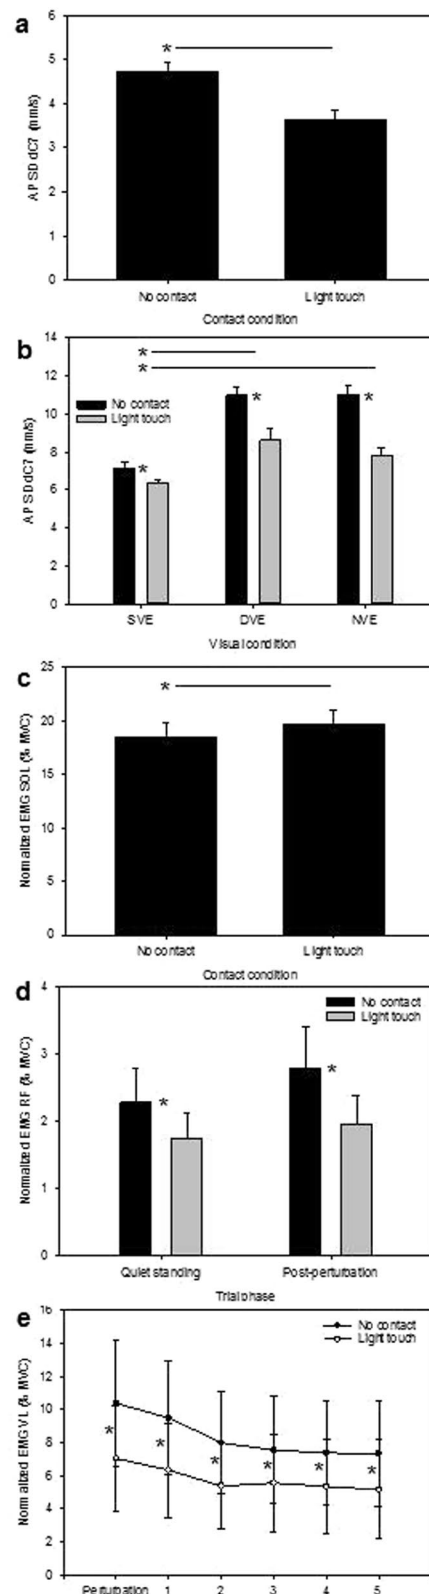 a
AP SD dC7 (mm/s)
6
5
4
3
2
1
0
*
No contact
Light touch
Contact condition
b
AP SD dC7 (mm/s)
14
12
10
8
6
4
2
0
*
*
No contact
Light touch
*
*
*
SVE
DVE
NVE
Visual condition
c
Normalized EMG SOL (% MVC)
25
20
15
10
5
0
*
No contact
Light touch
Contact condition
d
Normalized EMG RF (% MVC)
4
3
2
1
0
No contact
Light touch
*
*
Quiet standing
Post-perturbation
Trial phase
e
Normalized EMG VL (% MVC)
16
14
12
10
8
6
4
2
0
No contact
Light touch
* * * * * *
Perturbation 1 2 3 4 5